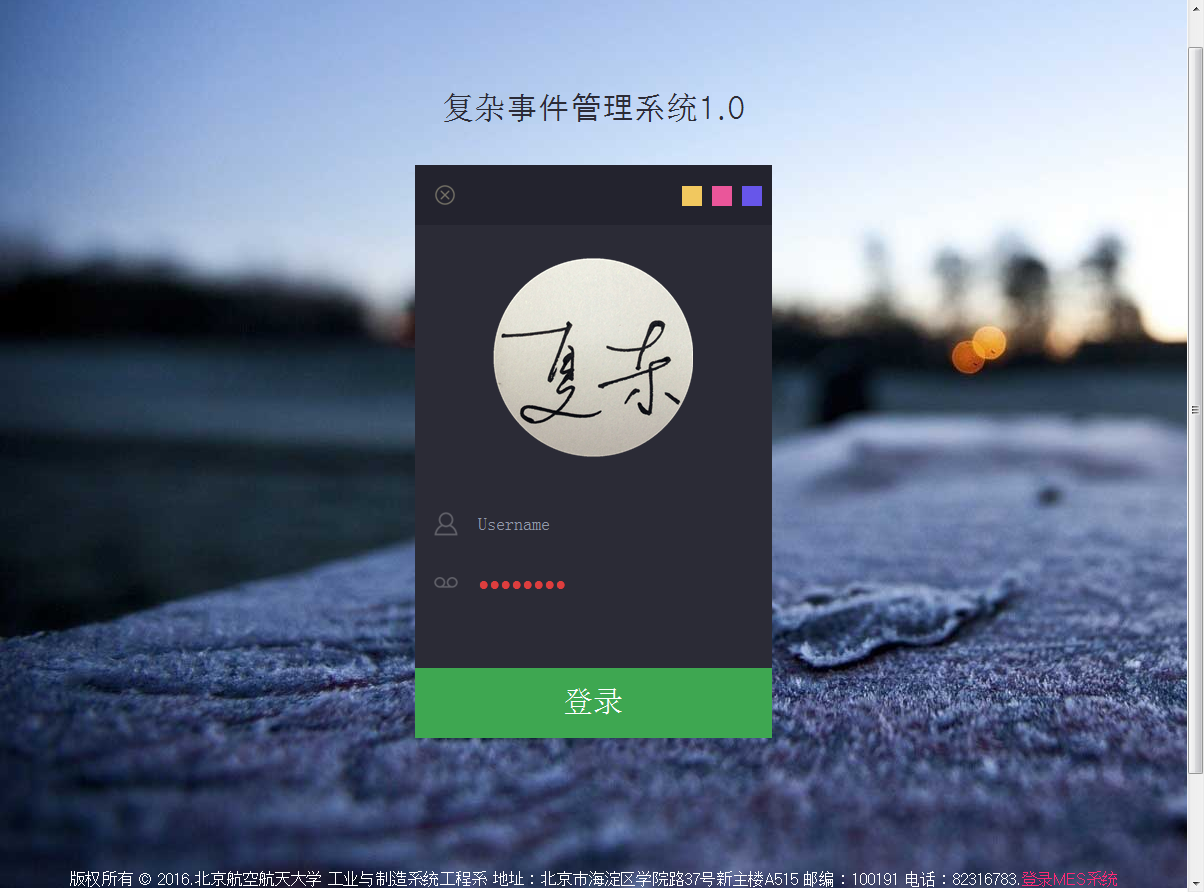 复杂事件管理系统1.0
复杂
Username
登录
版权所有 © 2016.北京航空航天大学 工业与制造系统工程系 地址：北京市海淀区学院路37号新主楼A515 邮编：100191 电话：82316783.登录MES系统